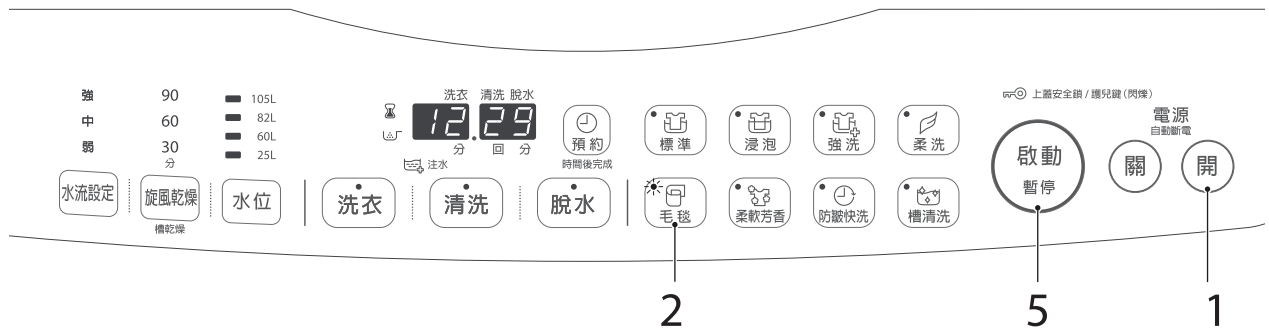 強 90 105L
中 60 82L
弱 30 60L
分 25L
水流設定 旋風乾燥 水位
槽乾燥
洗衣 清洗 脫水
12.29
分 回 分
注水
預約
時間後完成
洗衣 清洗 脫水
標準 浸泡 強洗 柔洗
毛毯 柔軟芳香 防皺快洗 槽清洗
上蓋安全鎖 / 護兒鍵 (閃爍)
電源
自動斷電
啟動
暫停
關 開
2 5 1